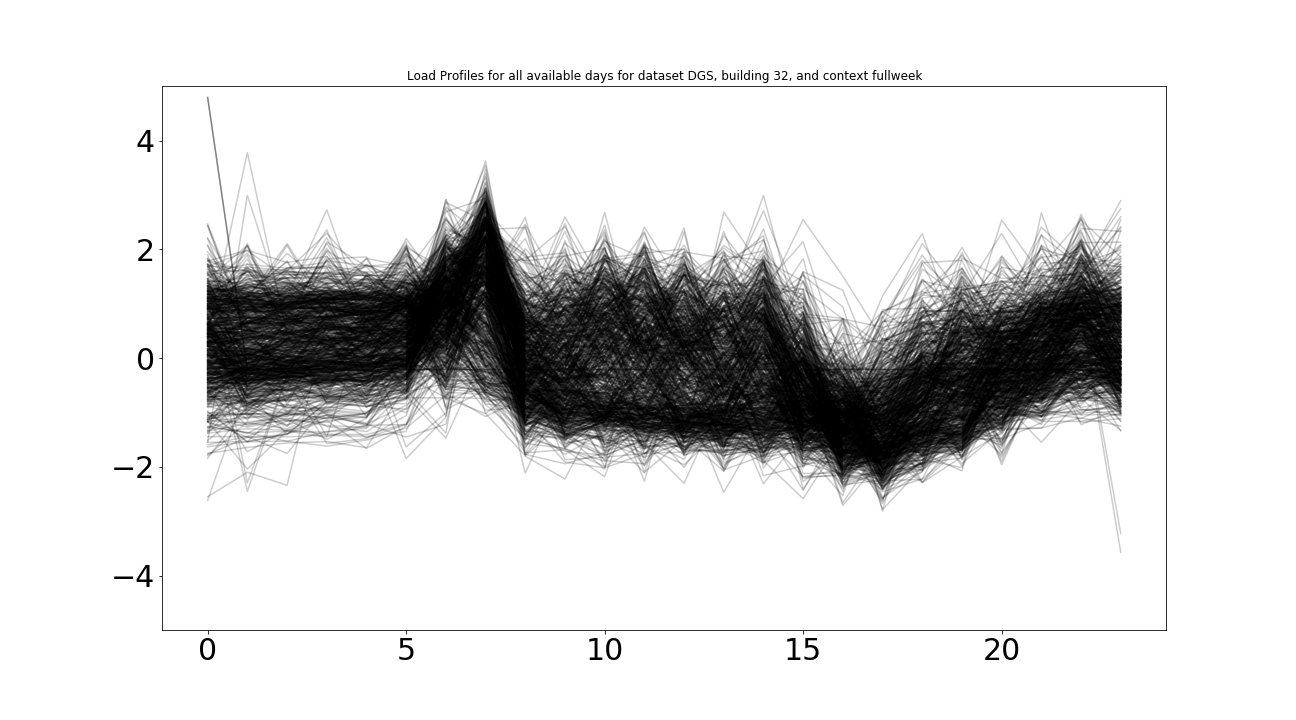 Load Profiles for all available days for dataset DGS, building 32, and context fullweek
4
2
0
−2
−4
0 5 10 15 20